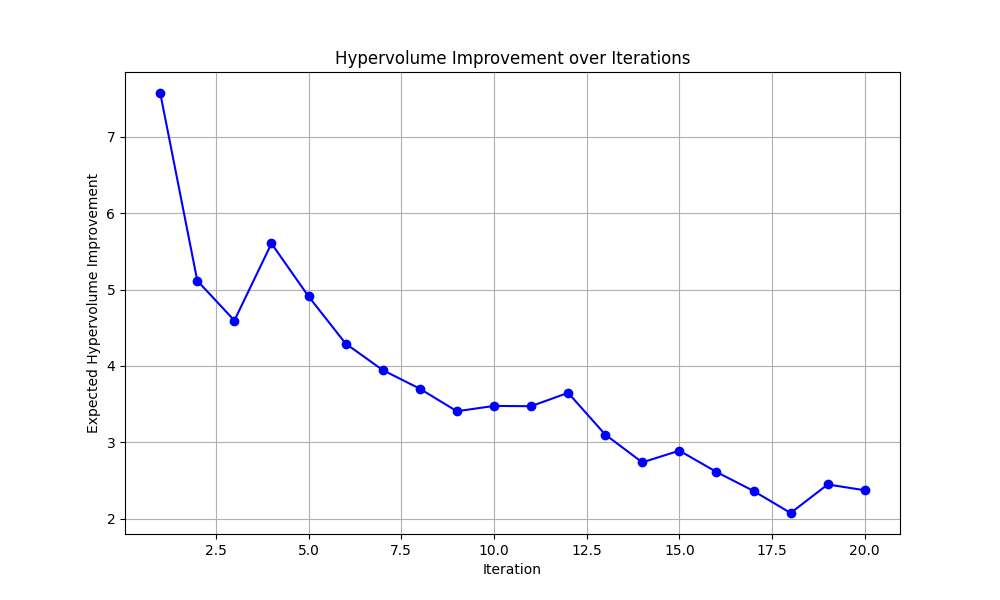 Hypervolume Improvement over Iterations
Expected Hypervolume Improvement
7
6
5
4
3
2
2.5 5.0 7.5 10.0 12.5 15.0 17.5 20.0
Iteration